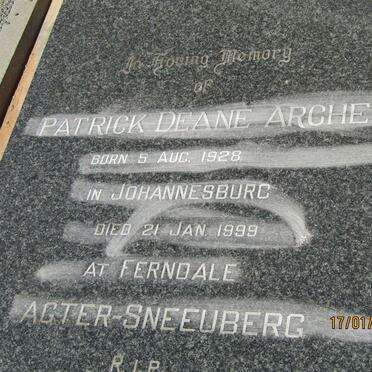 In Loving Memory
of
PATRICK DEANE ARCHE
BORN 5 AUG. 1928
IN JOHANNESBURG
DIED 21 JAN. 1999
AT FERNDALE
AGTER-SNEEUBERG
R.I.P.
17/01/